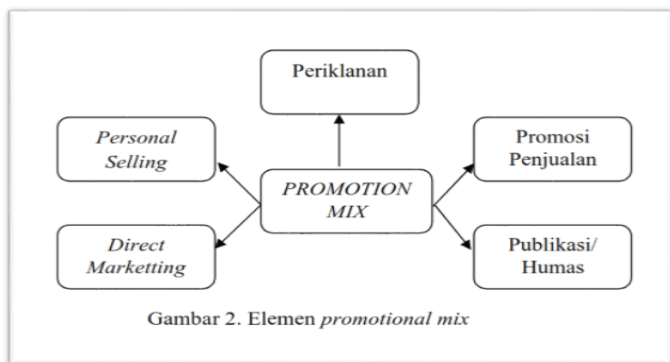 Periklanan
Personal
Selling
Promosi
Penjualan
PROMOTION
MIX
Direct
Marketting
Publikasi/
Humas
Gambar 2. Elemen promotional mix